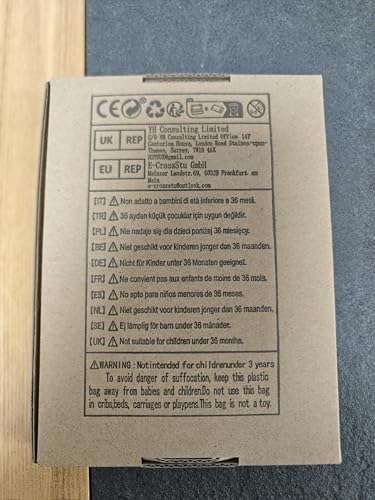 CE
UK REP
YH Consulting Limited
C/O YH Consulting Limited Office 147
Centurion House, London Road Staines-upon-
Thames, Surrey, TW18 4AX
EU REP
E-CrossStu GmbH
Mainzer Landstr.69, 60329 Frankfurt am
Main
e-crossstu@outlook.com
[IT] Non adatto a bambini di età inferiore a 36 mesi.
[TR] 36 aydan küçük çocuklar için uygun değildir.
[PL] Nie nadaje się dla dzieci poniżej 36 miesięcy.
[BE] Niet geschikt voor kinderen jonger dan 36 maanden.
[DE] Nicht für Kinder unter 36 Monaten geeignet.
[FR] Ne convient pas aux enfants de moins de 36 mois.
[ES] No apto para niños menores de 36 meses.
[NL] Niet geschikt voor kinderen jonger dan 36 maanden.
[SE] Ej lämplig för barn under 36 månader.
[UK] Not suitable for children under 36 months.
WARNING : Not intended for childrenunder 3 years
To avoid danger of suffocation, keep this plastic
bag away from babies and children.Do not use this bag
in cribs,beds, carriages or playpens.This bag is not a toy.